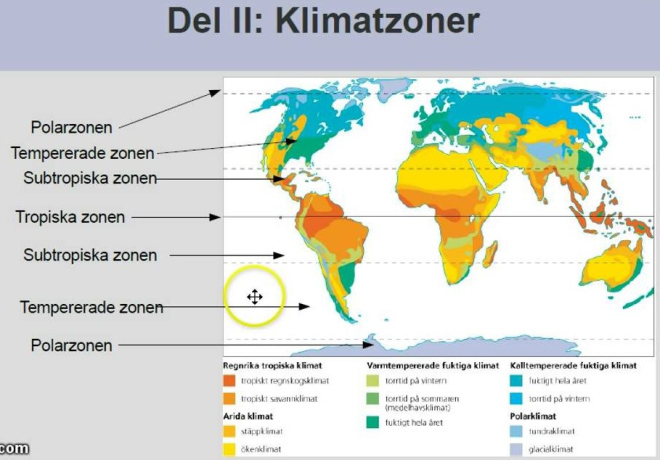 Del II: Klimatzoner
Polarzonen
Tempererade zonen
Subtropiska zonen
Tropiska zonen
Subtropiska zonen
Tempererade zonen
Polarzonen
Regnrika tropiska klimat
tropiskt regnskogsklimat
tropiskt savannklimat
Arida klimat
stäppklimat
ökenklimat
Varmtempererade fuktiga klimat
torrtid på vintern
torrtid på sommaren
(medelhavsklimat)
fuktigt hela året
Kalltempererade fuktiga klimat
fuktigt hela året
torrtid på vintern
Polarklimat
tundraklimat
glacialklimat
com